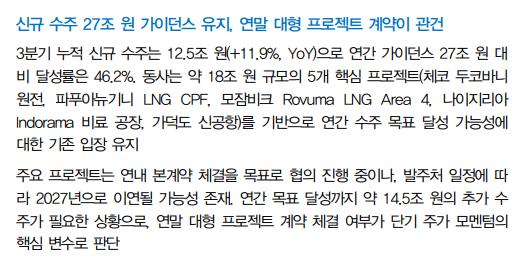 신규 수주 27조 원 가이던스 유지, 연말 대형 프로젝트 계약이 관건
3분기 누적 신규 수주는 12.5조 원(+11.9%, YoY)으로 연간 가이던스 27조 원 대
비 달성률은 46.2%. 동사는 약 18조 원 규모의 5개 핵심 프로젝트(체코 두코바니
원전, 파푸아뉴기니 LNG CPF, 모잠비크 Rovuma LNG Area 4, 나이지리아
Indorama 비료 공장, 가덕도 신공항)를 기반으로 연간 수주 목표 달성 가능성에
대한 기존 입장 유지
주요 프로젝트는 연내 본계약 체결을 목표로 협의 진행 중이나, 발주처 일정에 따
라 2027년으로 이연될 가능성 존재. 연간 목표 달성까지 약 14.5조 원의 추가 수
주가 필요한 상황으로, 연말 대형 프로젝트 계약 체결 여부가 단기 주가 모멘텀의
핵심 변수로 판단